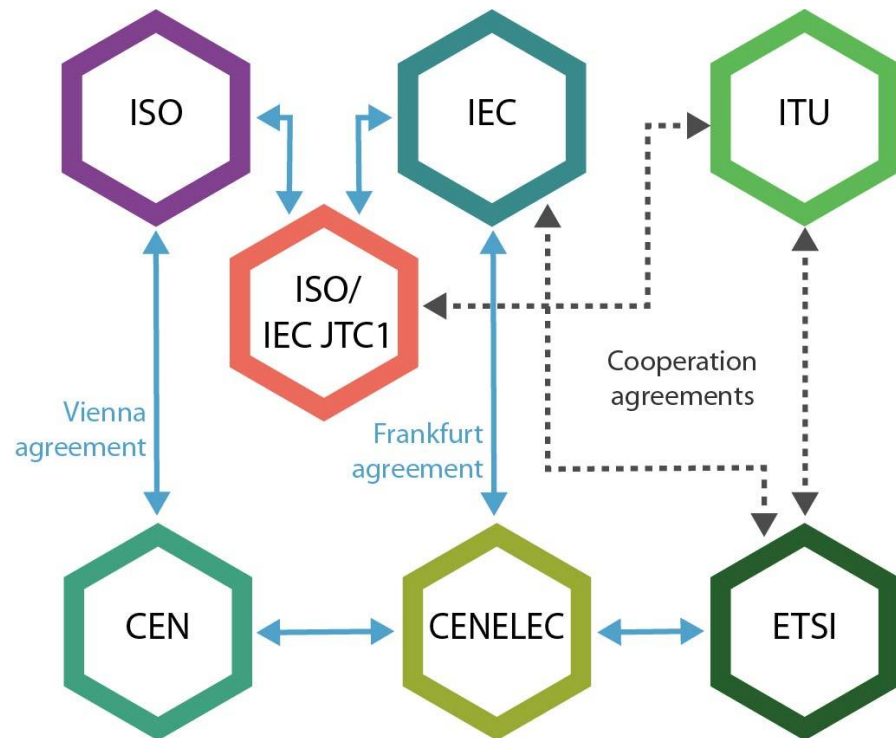 ISO
IEC
ITU
ISO/
IEC JTC1
Vienna
agreement
Frankfurt
agreement
Cooperation
agreements
CEN
CENELEC
ETSI